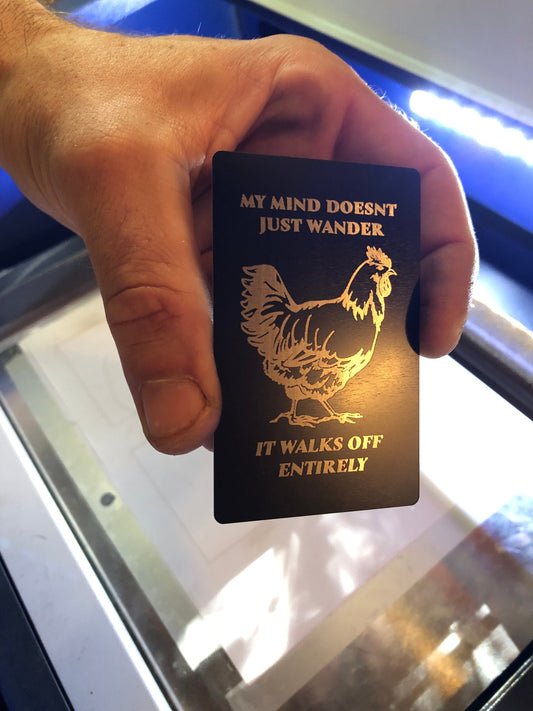 MY MIND DOESNT
JUST WANDER
IT WALKS OFF
ENTIRELY